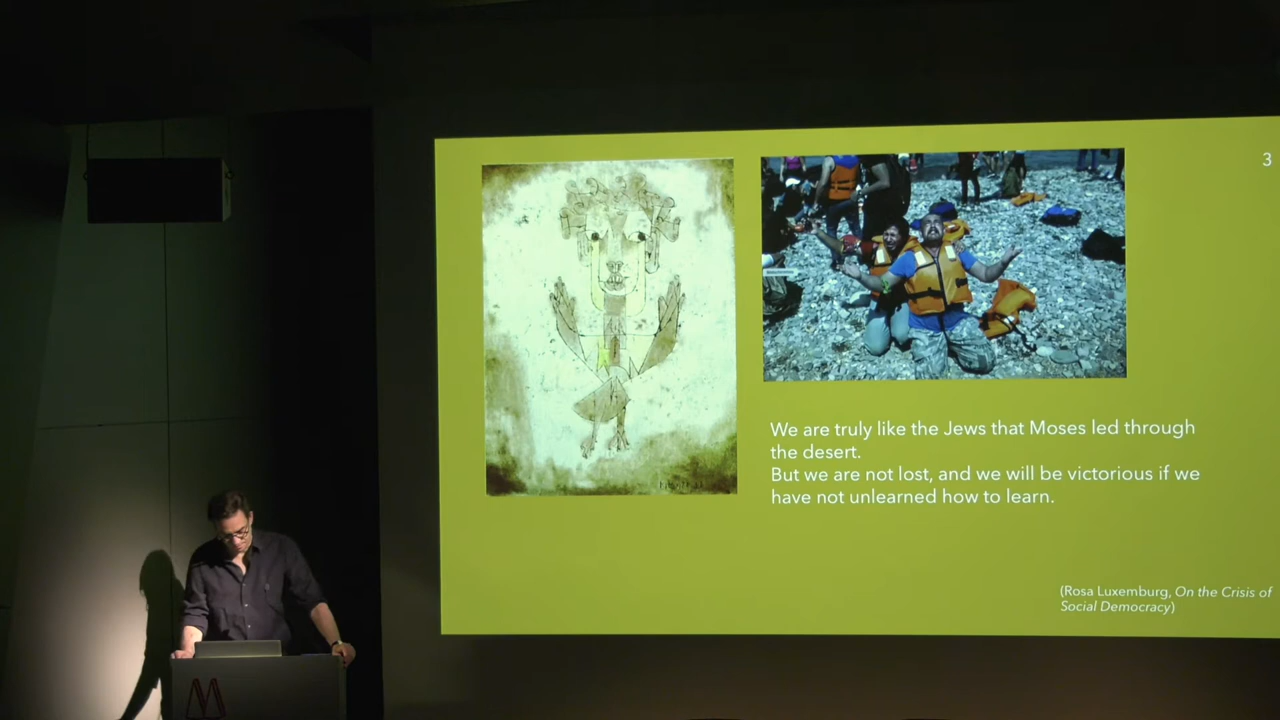 3
We are truly like the Jews that Moses led through
the desert.
But we are not lost, and we will be victorious if we
have not unlearned how to learn.
(Rosa Luxemburg, On the Crisis of
Social Democracy)